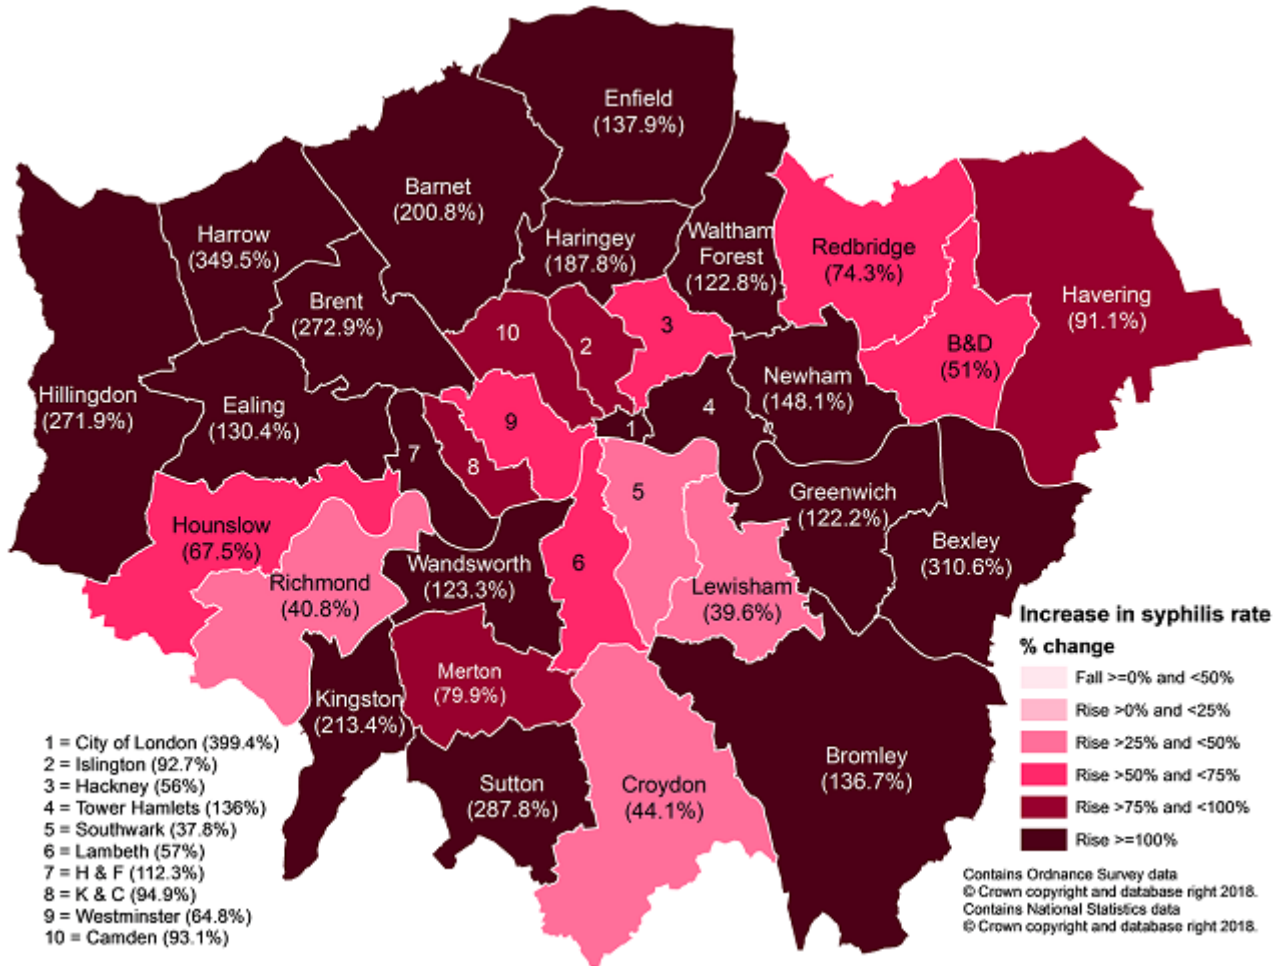 Enfield
(137.9%)
Barnet
(200.8%)
Harrow
(349.5%)
Haringey
(187.8%)
Waltham
Forest
(122.8%)
Redbridge
(74.3%)
Havering
(91.1%)
Brent
(272.9%)
10
2
3
B&D
(51%)
Hillingdon
(271.9%)
Ealing
(130.4%)
Newham
(148.1%)
4
1
9
7
8
5
Greenwich
(122.2%)
Hounslow
(67.5%)
Bexley
(310.6%)
Richmond
(40.8%)
Wandsworth
(123.3%)
6
Lewisham
(39.6%)
Merton
(79.9%)
Kingston
(213.4%)
Sutton
(287.8%)
Croydon
(44.1%)
Bromley
(136.7%)
Increase in syphilis rate
% change
Fall >=0% and <50%
Rise >0% and <25%
Rise >25% and <50%
Rise >50% and <75%
Rise >75% and <100%
Rise >=100%
1 = City of London (399.4%)
2 = Islington (92.7%)
3 = Hackney (56%)
4 = Tower Hamlets (136%)
5 = Southwark (37.8%)
6 = Lambeth (57%)
7 = H & F (112.3%)
8 = K & C (94.9%)
9 = Westminster (64.8%)
10 = Camden (93.1%)
Contains Ordnance Survey data
© Crown copyright and database right 2018.
Contains National Statistics data
© Crown copyright and database right 2018.